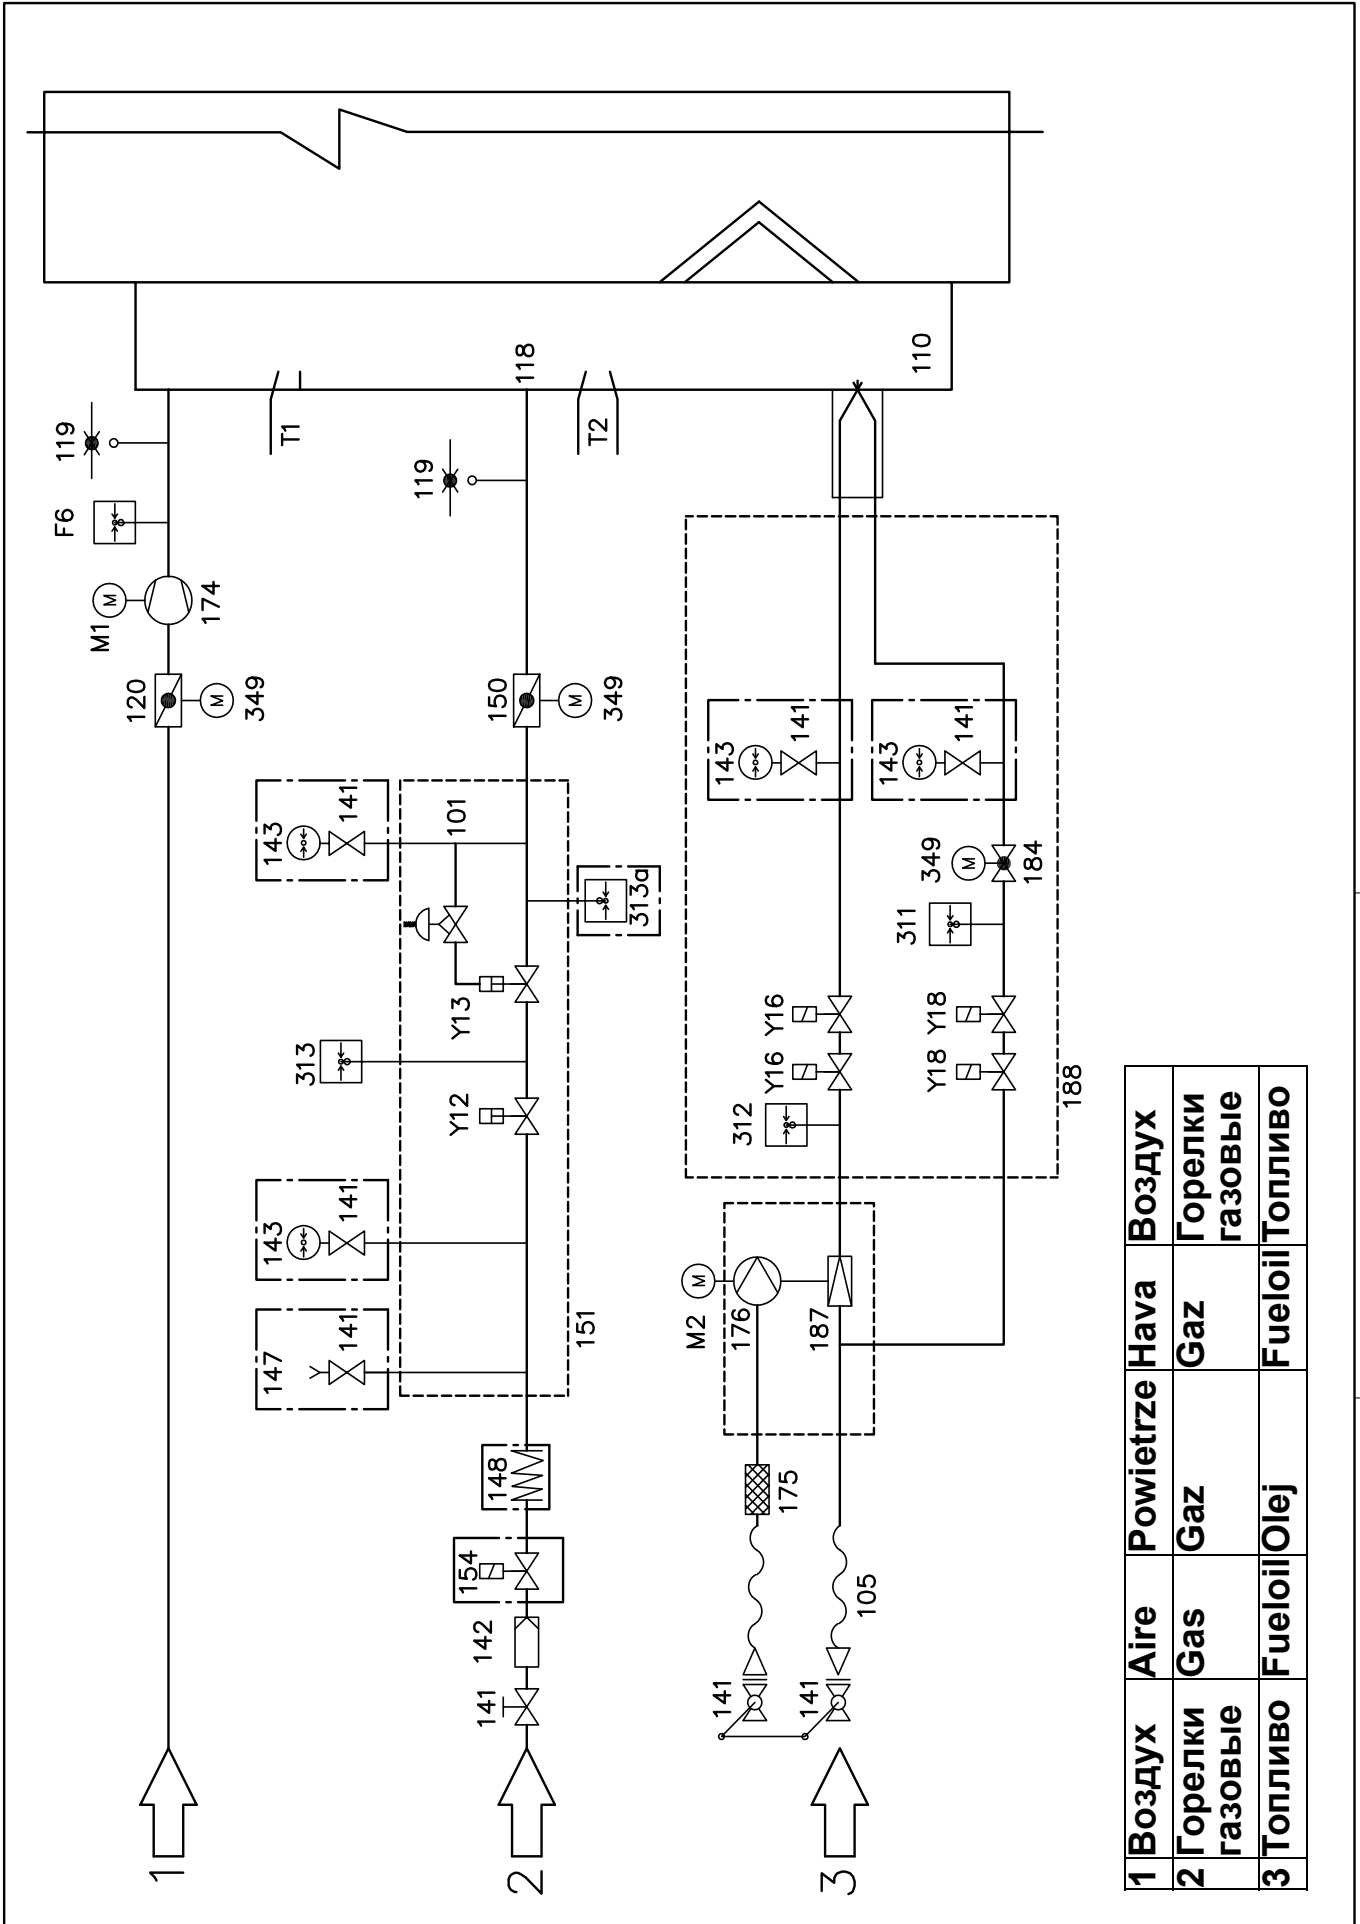 1
120
349
M1
174
F6
119
T1
2
141
142
154
148
147
141
143
141
Y12
313
Y13
143
141
101
313a
151
150
349
119
118
T2
3
141
141
105
175
M2
M
176
187
312
Y16
Y16
143
141
Y18
Y18
311
349
M
184
143
141
188
110
M
M
M
1 Воздух Aire Powietrze Hava Воздух
2 Горелки газовые Gas Gaz Gaz Горелки газовые
3 Топливо Fueloil Olej Fueloil Топливо